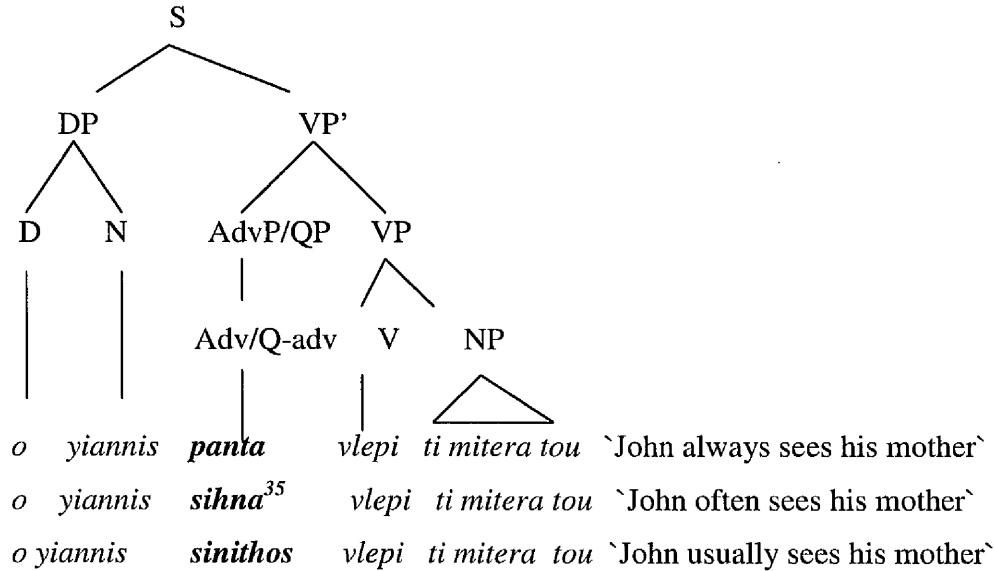 S
DP VP’
D N AdvP/QP VP
Adv/Q-adv V NP
o yiannis panta vlepi ti mitera tou `John always sees his mother`
o yiannis sihna35 vlepi ti mitera tou `John often sees his mother`
o yiannis sinithos vlepi ti mitera tou `John usually sees his mother`